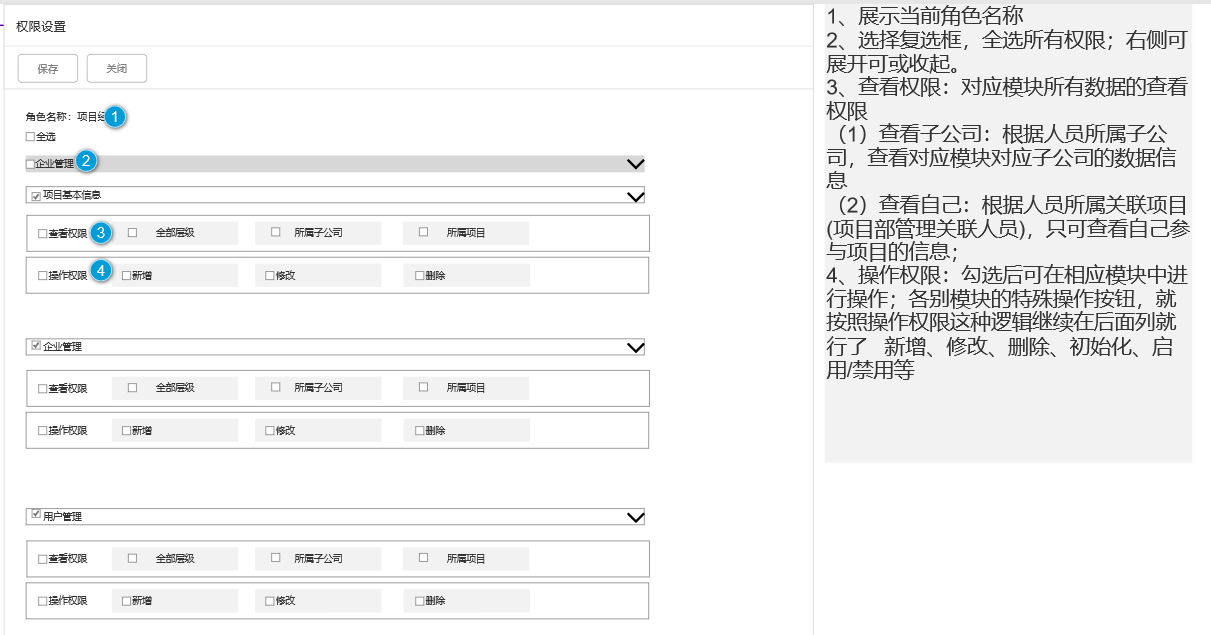 权限设置
保存 关闭
角色名称：项目经 1
全选
企业管理 2
项目基本信息
查看权限 3 全部层级 所属子公司 所属项目
操作权限 4 新增 修改 删除
企业管理
查看权限 全部层级 所属子公司 所属项目
操作权限 新增 修改 删除
用户管理
查看权限 全部层级 所属子公司 所属项目
操作权限 新增 修改 删除
1、展示当前角色名称
2、选择复选框，全选所有权限；右侧可
展开可或收起。
3、查看权限：对应模块所有数据的查看
权限
（1）查看子公司：根据人员所属子公
司，查看对应模块对应子公司的数据信
息
（2）查看自己：根据人员所属关联项目
(项目部管理关联人员)，只可查看自己参
与项目的信息；
4、操作权限：勾选后可在相应模块中进
行操作；各别模块的特殊操作按钮，就
按照操作权限这种逻辑继续在后面列就
行了 新增、修改、删除、初始化、启
用/禁用等